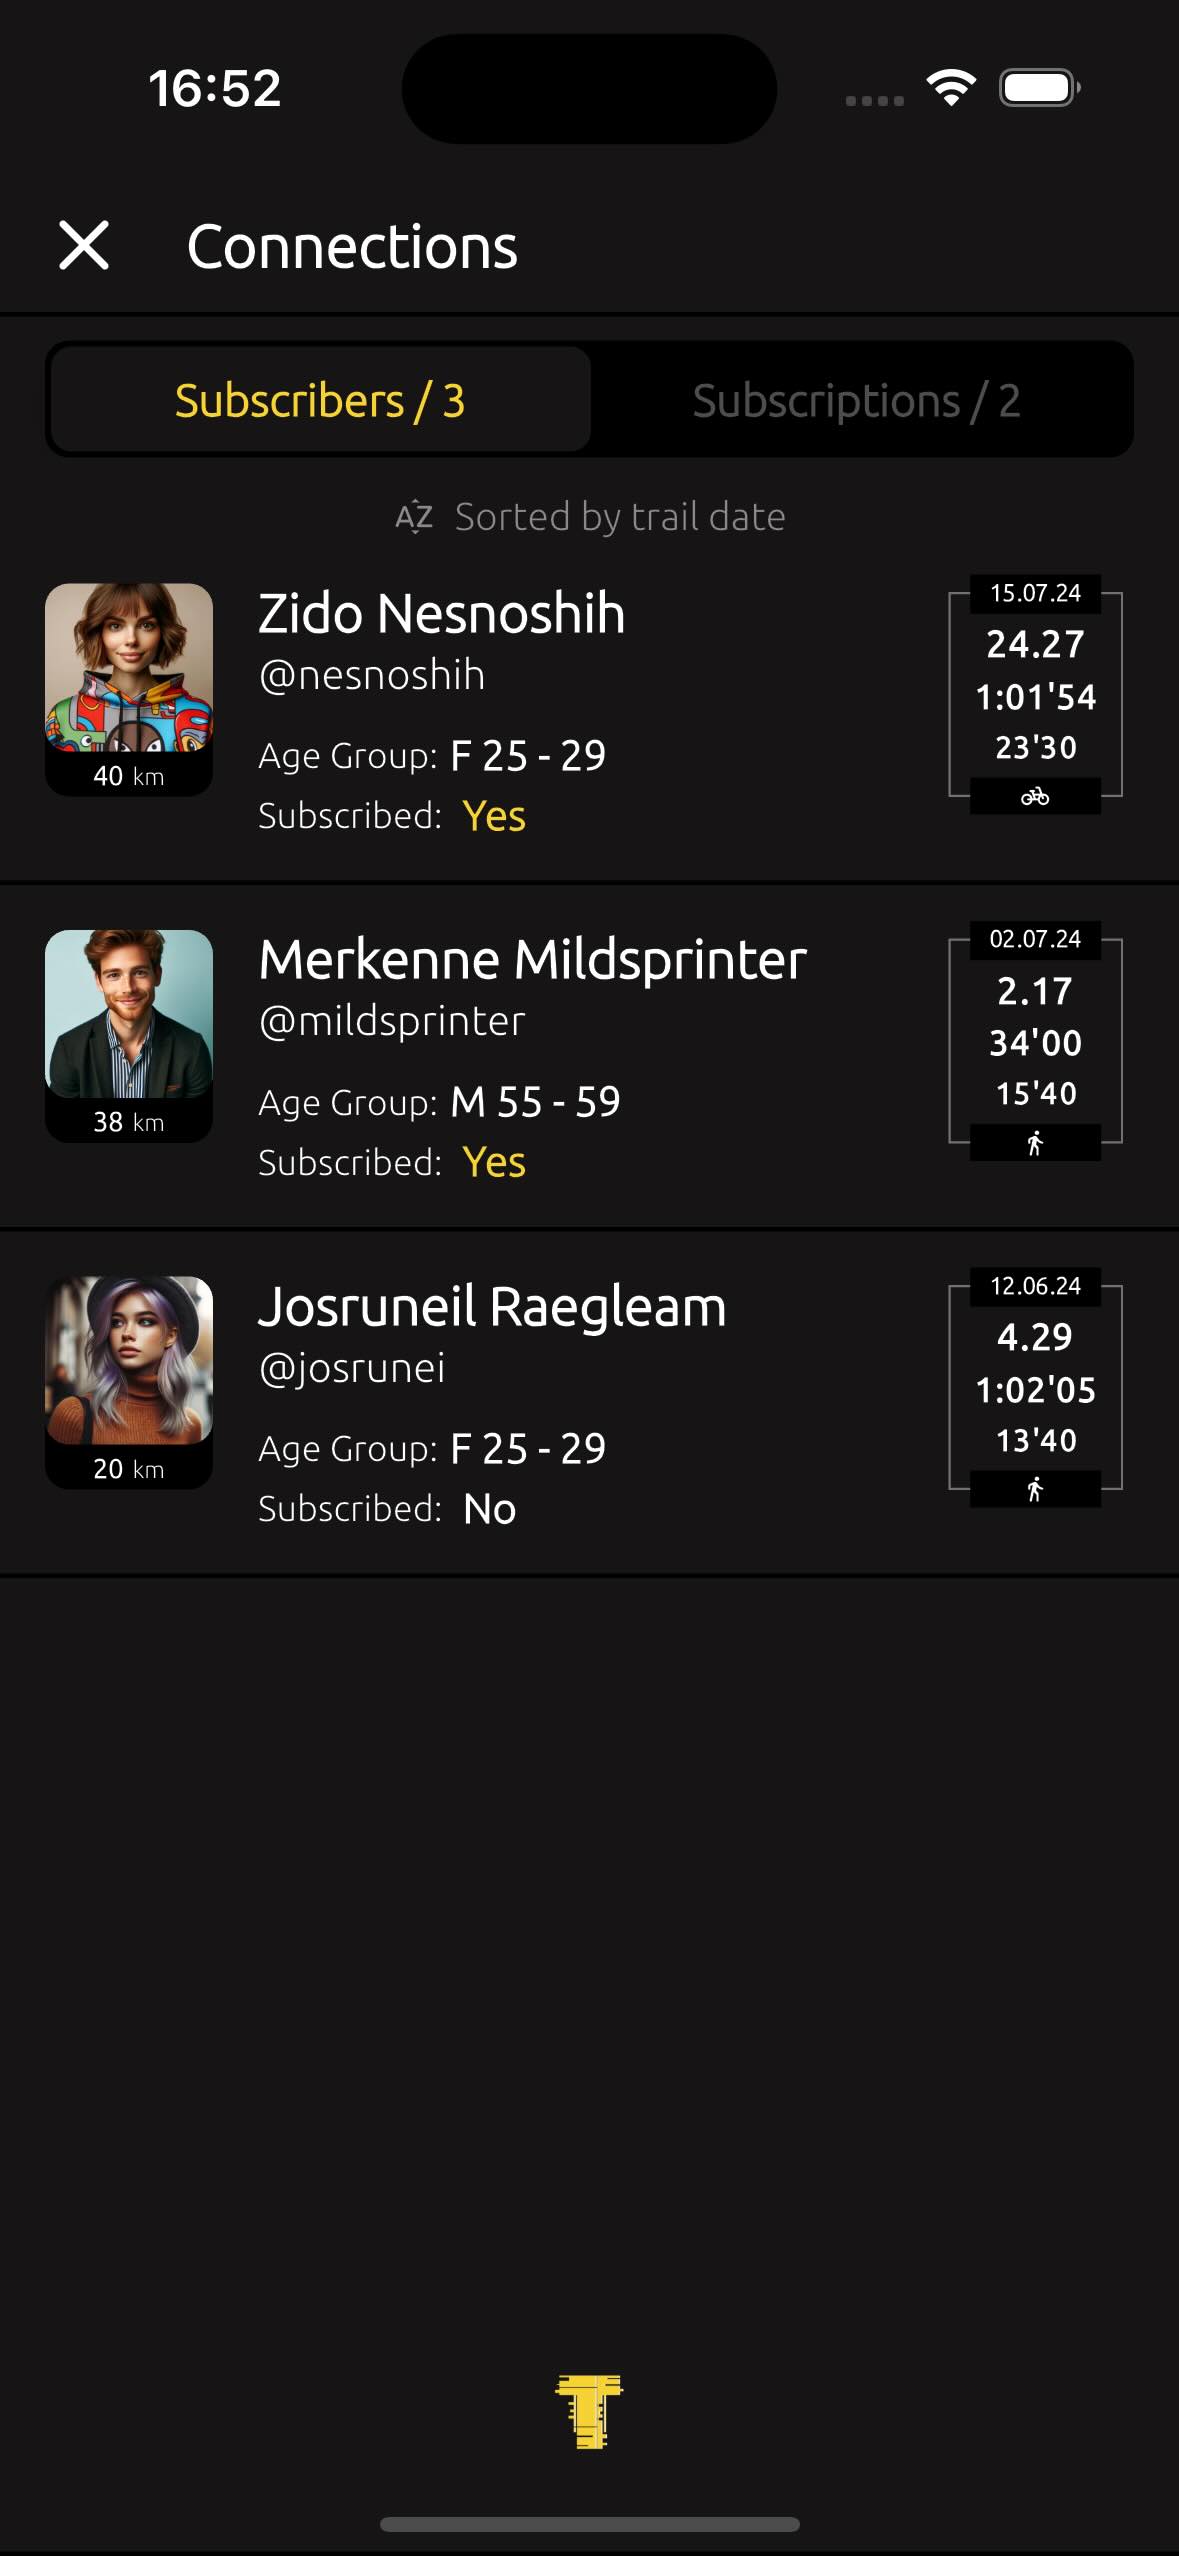 16:52
Connections
Subscribers / 3
Subscriptions / 2
AZ Sorted by trail date
Zido Nesnoshih
@nesnoshih
Age Group: F 25 - 29
Subscribed: Yes
40 km
15.07.24
24.27
1:01'54
23'30
Merkenne Mildsprinter
@mildsprinter
Age Group: M 55 - 59
Subscribed: Yes
38 km
02.07.24
2.17
34'00
15'40
Josruneil Raegleam
@josrunei
Age Group: F 25 - 29
Subscribed: No
20 km
12.06.24
4.29
1:02'05
13'40
T